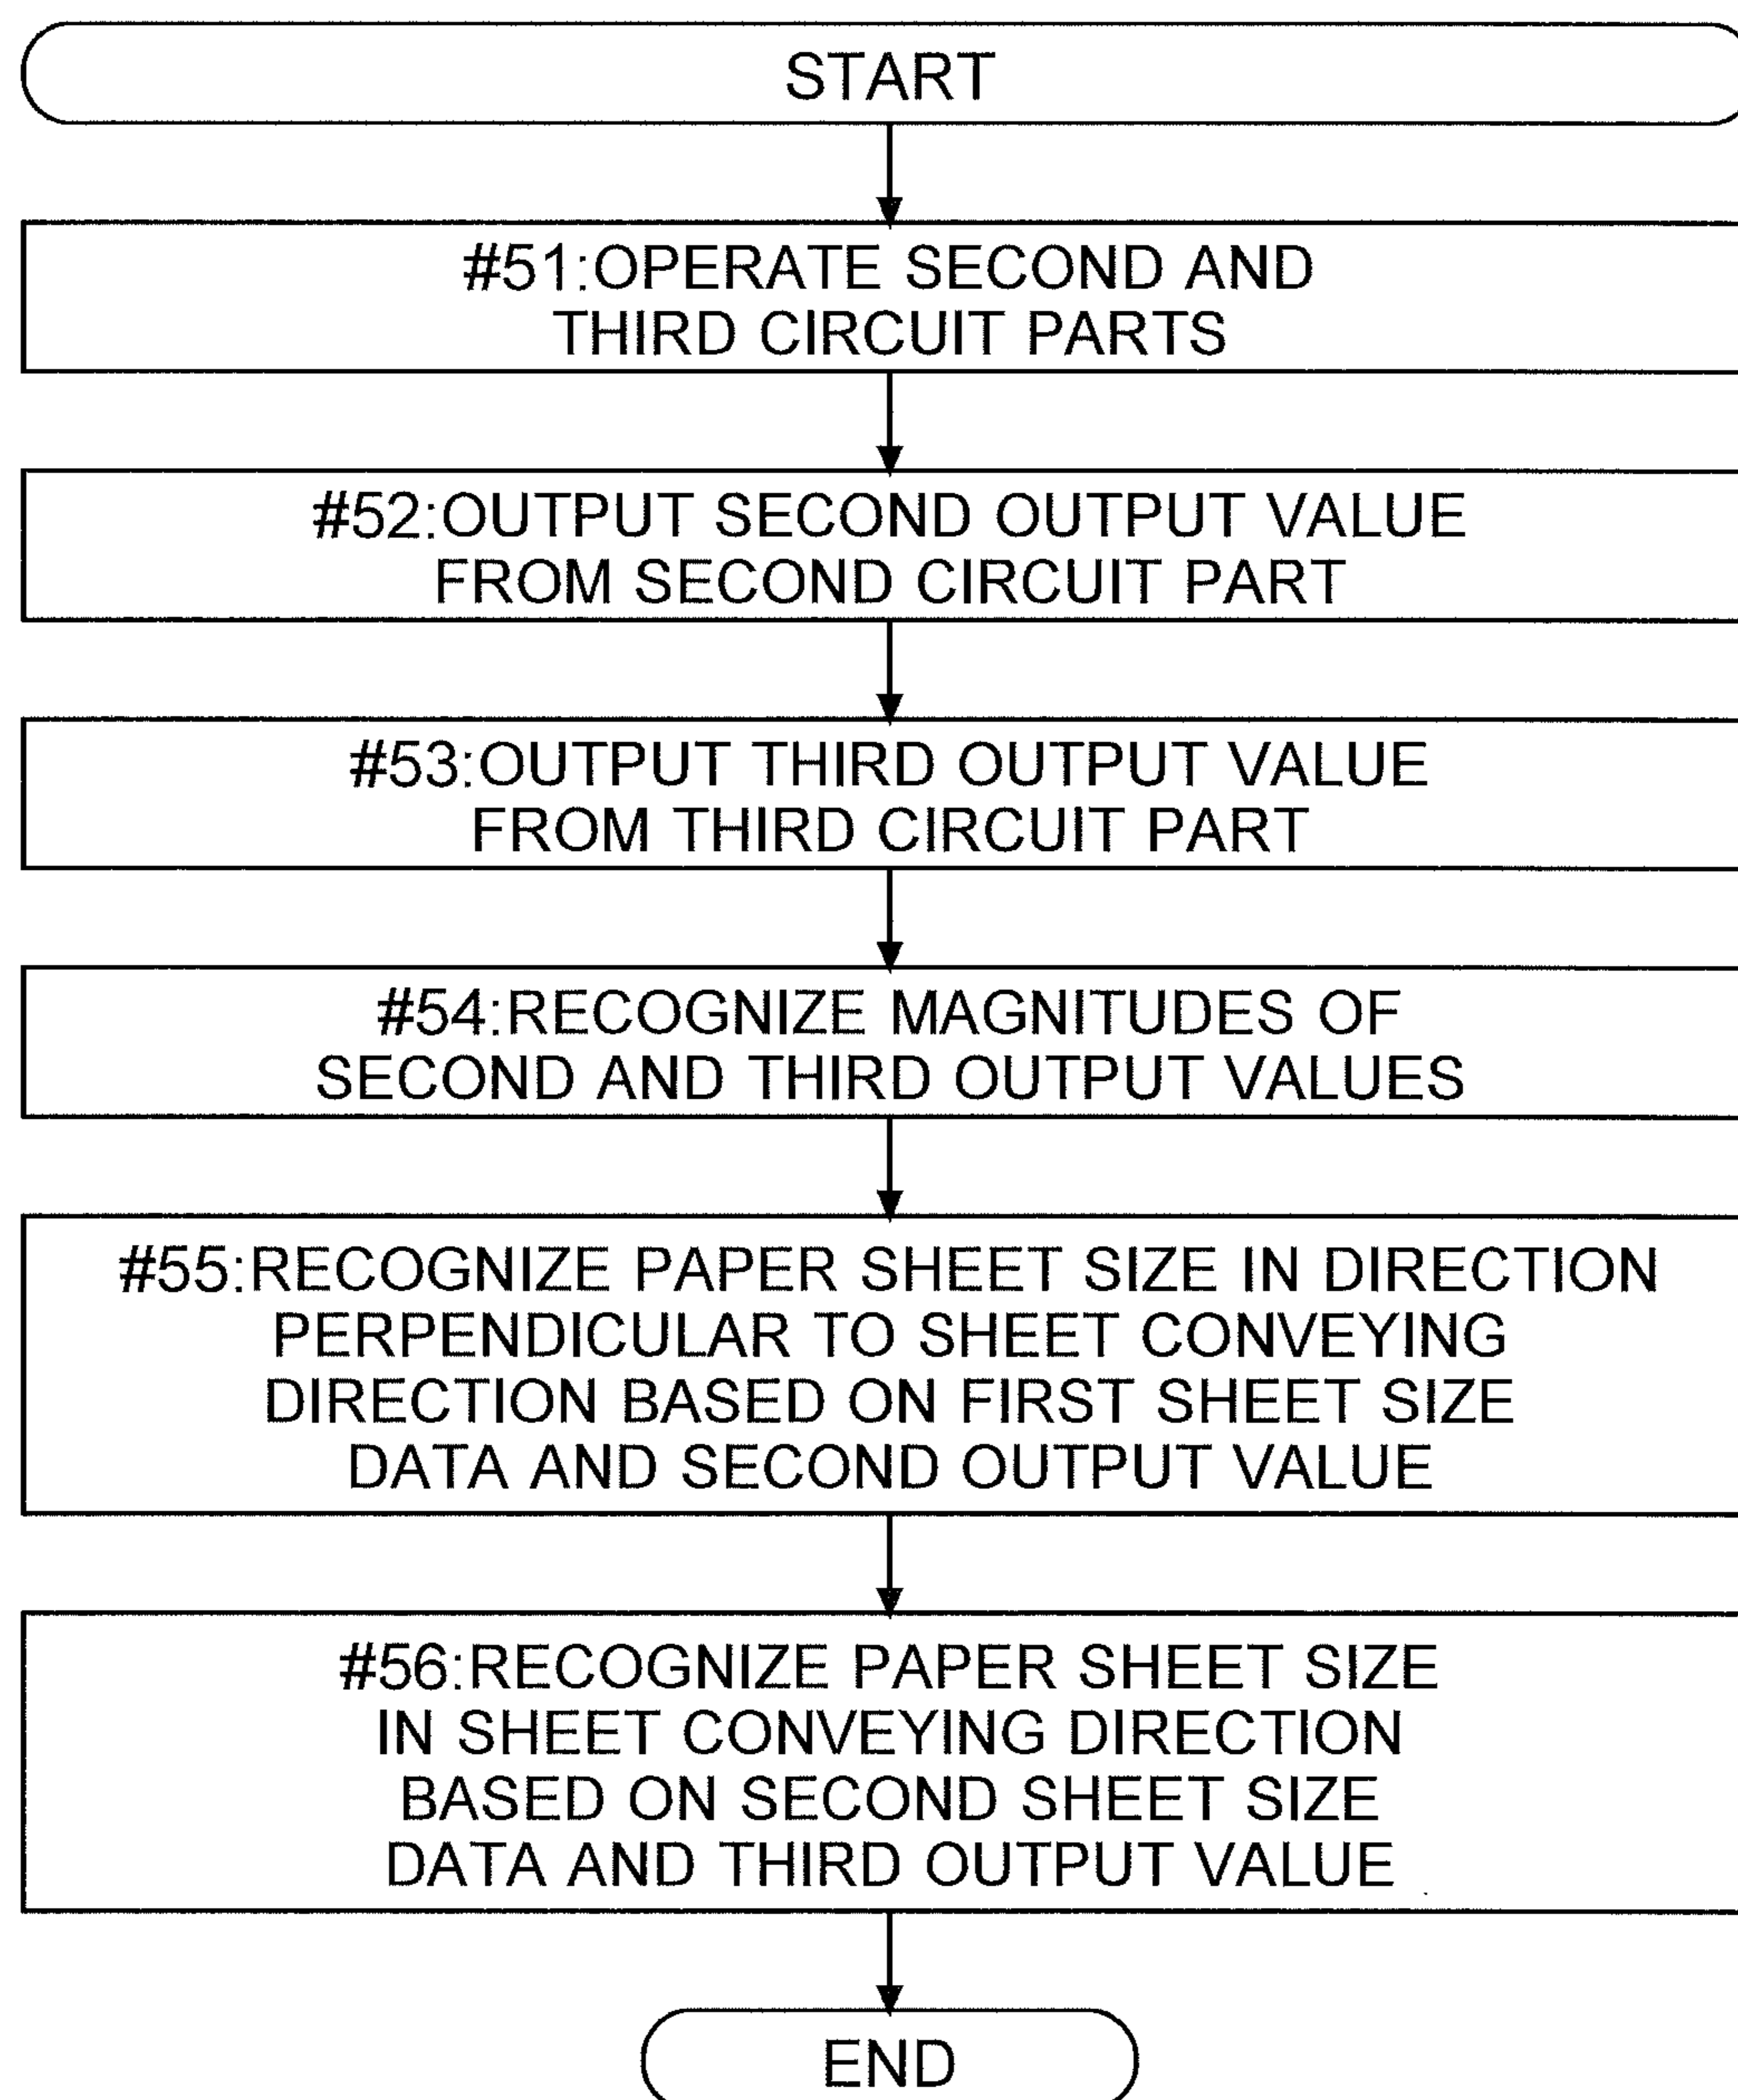 START
#51:OPERATE SECOND AND
THIRD CIRCUIT PARTS
#52:OUTPUT SECOND OUTPUT VALUE
FROM SECOND CIRCUIT PART
#53:OUTPUT THIRD OUTPUT VALUE
FROM THIRD CIRCUIT PART
#54:RECOGNIZE MAGNITUDES OF
SECOND AND THIRD OUTPUT VALUES
#55:RECOGNIZE PAPER SHEET SIZE IN DIRECTION
PERPENDICULAR TO SHEET CONVEYING
DIRECTION BASED ON FIRST SHEET SIZE
DATA AND SECOND OUTPUT VALUE
#56:RECOGNIZE PAPER SHEET SIZE
IN SHEET CONVEYING DIRECTION
BASED ON SECOND SHEET SIZE
DATA AND THIRD OUTPUT VALUE
END